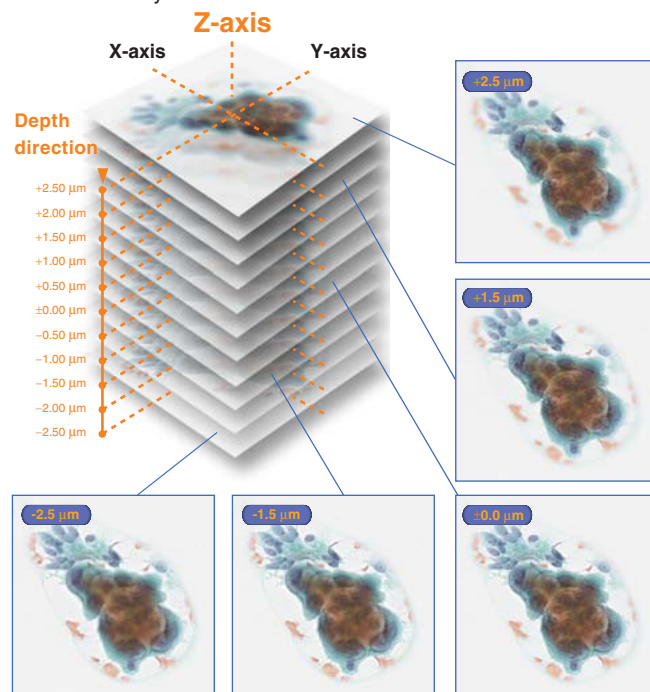 Z-axis
X-axis
Y-axis
+2.5 µm
Depth
direction
+2.50 µm
+2.00 µm
+1.50 µm
+1.00 µm
+0.50 µm
±0.00 µm
-0.50 µm
-1.00 µm
-1.50 µm
-2.00 µm
-2.50 µm
+1.5 µm
-2.5 µm
-1.5 µm
±0.0 µm